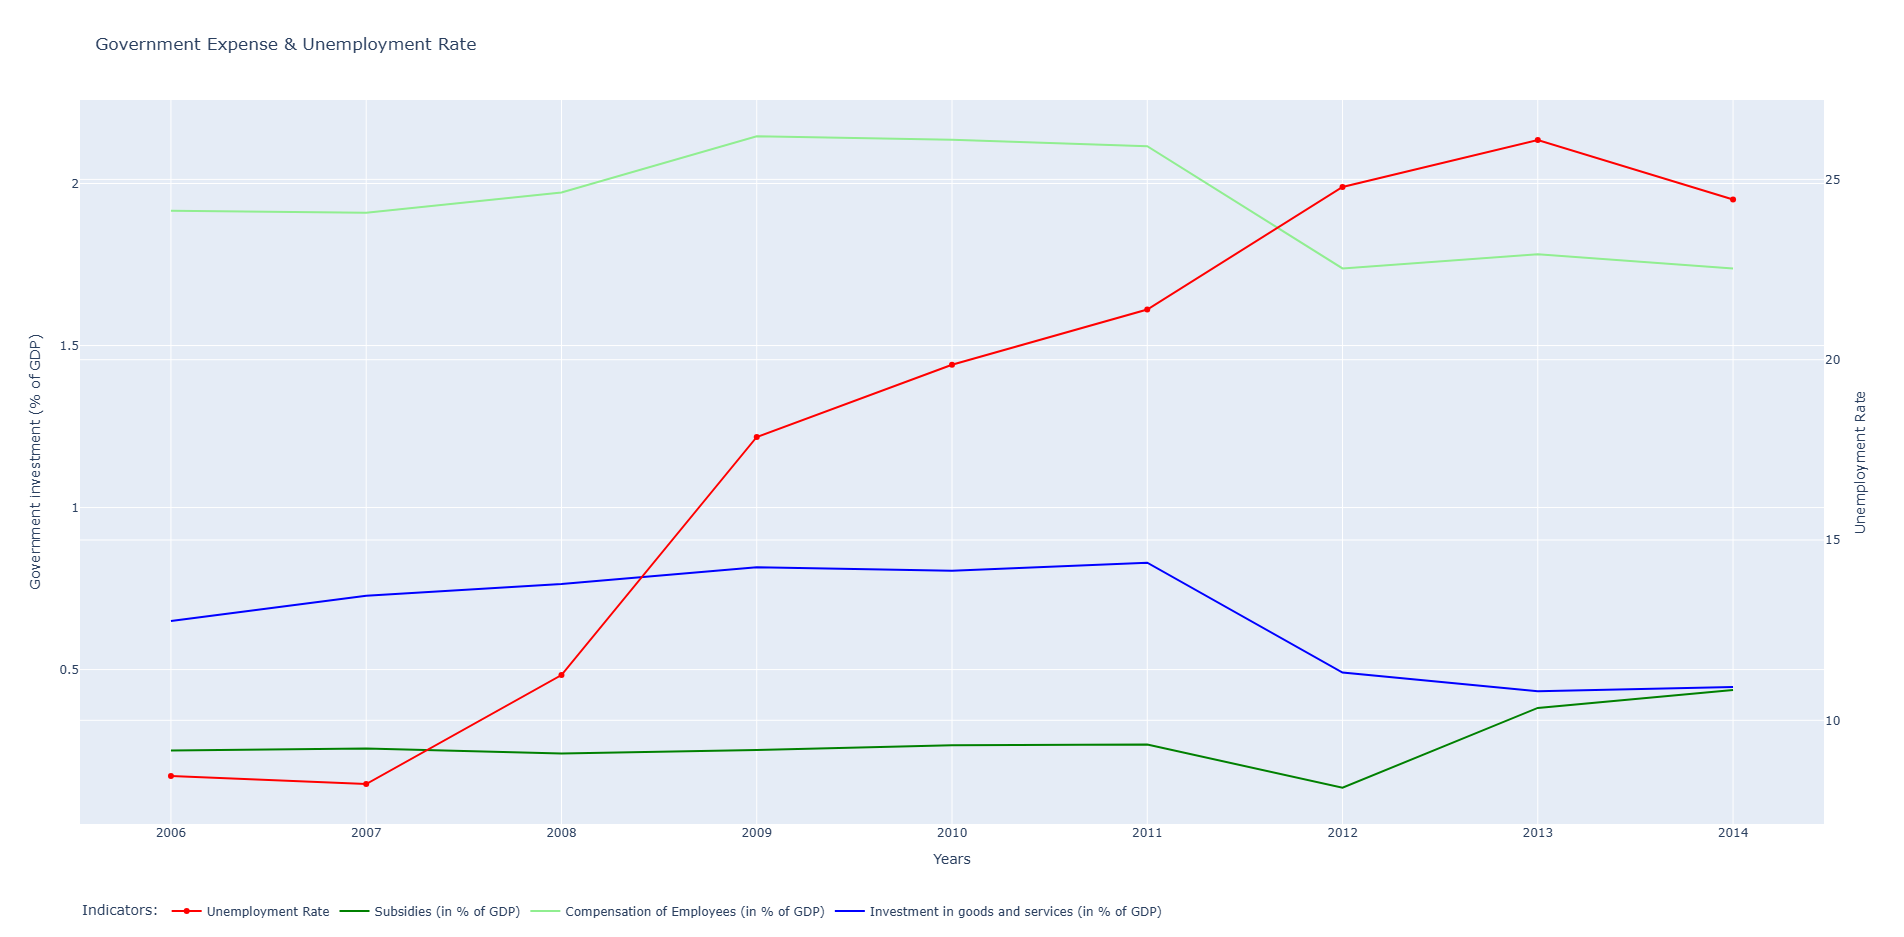 Government Expense & Unemployment Rate
Government investment (% of GDP)
2
1.5
1
0.5
25
20
15
10
Unemployment Rate
2006 2007 2008 2009 2010 2011 2012 2013 2014
Years
Indicators: Unemployment Rate Subsidies (in % of GDP) Compensation of Employees (in % of GDP) Investment in goods and services (in % of GDP)